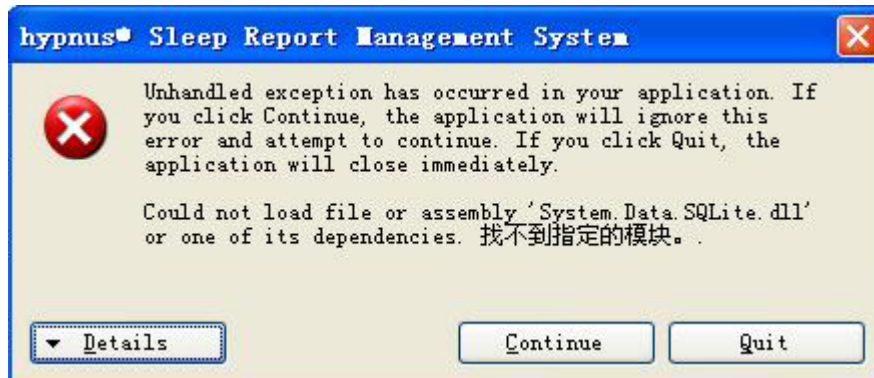 hypnus® Sleep Report Management System
Unhandled exception has occurred in your application. If
you click Continue, the application will ignore this
error and attempt to continue. If you click Quit, the
application will close immediately.
Could not load file or assembly 'System.Data.SQLite.dll'
or one of its dependencies. 找不到指定的模块。.
Details
Continue
Quit